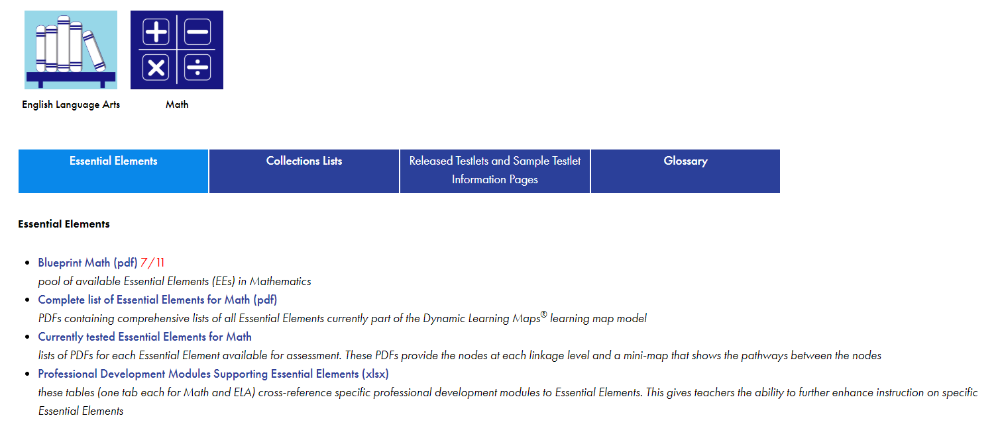 English Language Arts
Math
Essential Elements
Collections Lists
Released Testlets and Sample Testlet
Information Pages
Glossary
Essential Elements
Blueprint Math (pdf) 7/11
pool of available Essential Elements (EEs) in Mathematics
Complete list of Essential Elements for Math (pdf)
PDFs containing comprehensive lists of all Essential Elements currently part of the Dynamic Learning Maps® learning map model
Currently tested Essential Elements for Math
lists of PDFs for each Essential Element available for assessment. These PDFs provide the nodes at each linkage level and a mini-map that shows the pathways between the nodes
Professional Development Modules Supporting Essential Elements (xlsx)
these tables (one tab each for Math and ELA) cross-reference specific professional development modules to Essential Elements. This gives teachers the ability to further enhance instruction on specific
Essential Elements